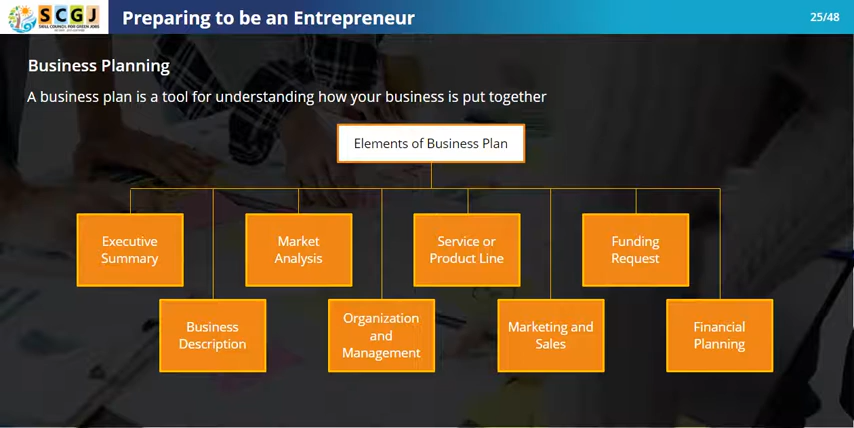 SCGJ
SKILL COUNCIL FOR GREEN JOBS
Preparing to be an Entrepreneur
25/48
Business Planning
A business plan is a tool for understanding how your business is put together
Elements of Business Plan
Executive
Summary
Business
Description
Market
Analysis
Organization
and
Management
Service or
Product Line
Marketing and
Sales
Funding
Request
Financial
Planning